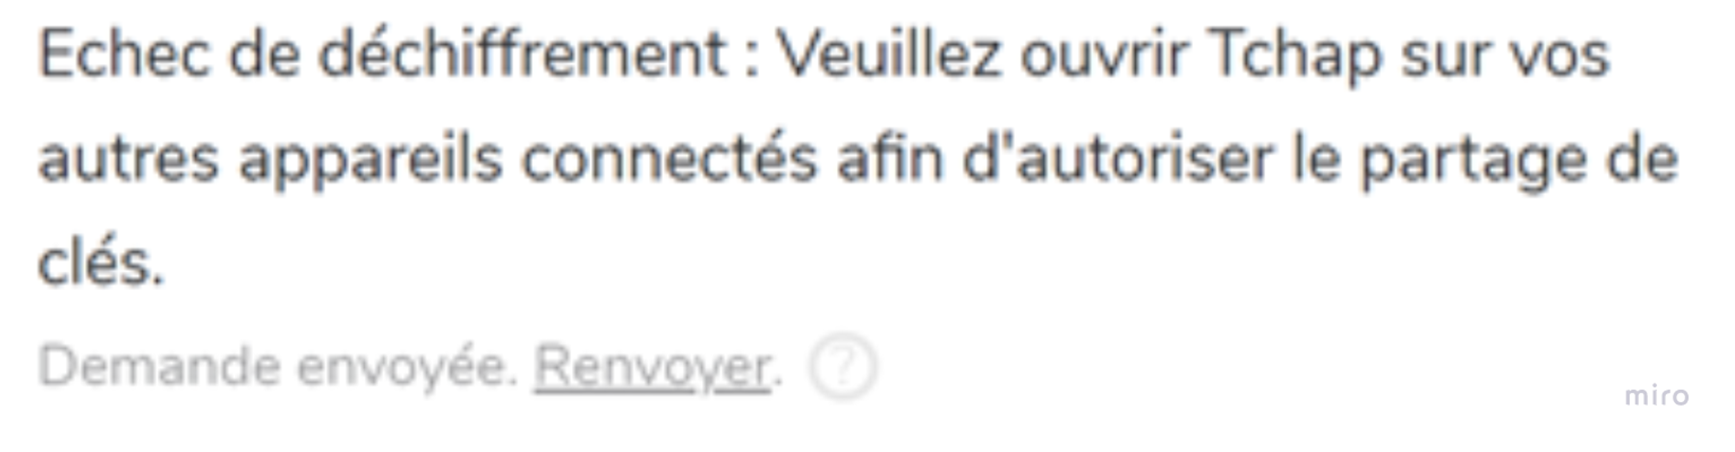 Echec de déchiffrement : Veuillez ouvrir Tchap sur vos
autres appareils connectés afin d'autoriser le partage de
clés.
Demande envoyée. Renvoyer. ?
miro